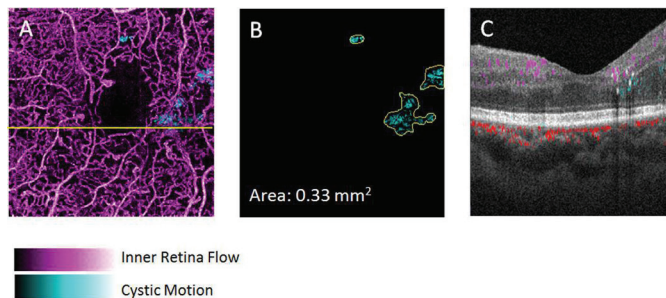 A
B
C
Area: 0.33 mm²
Inner Retina Flow
Cystic Motion